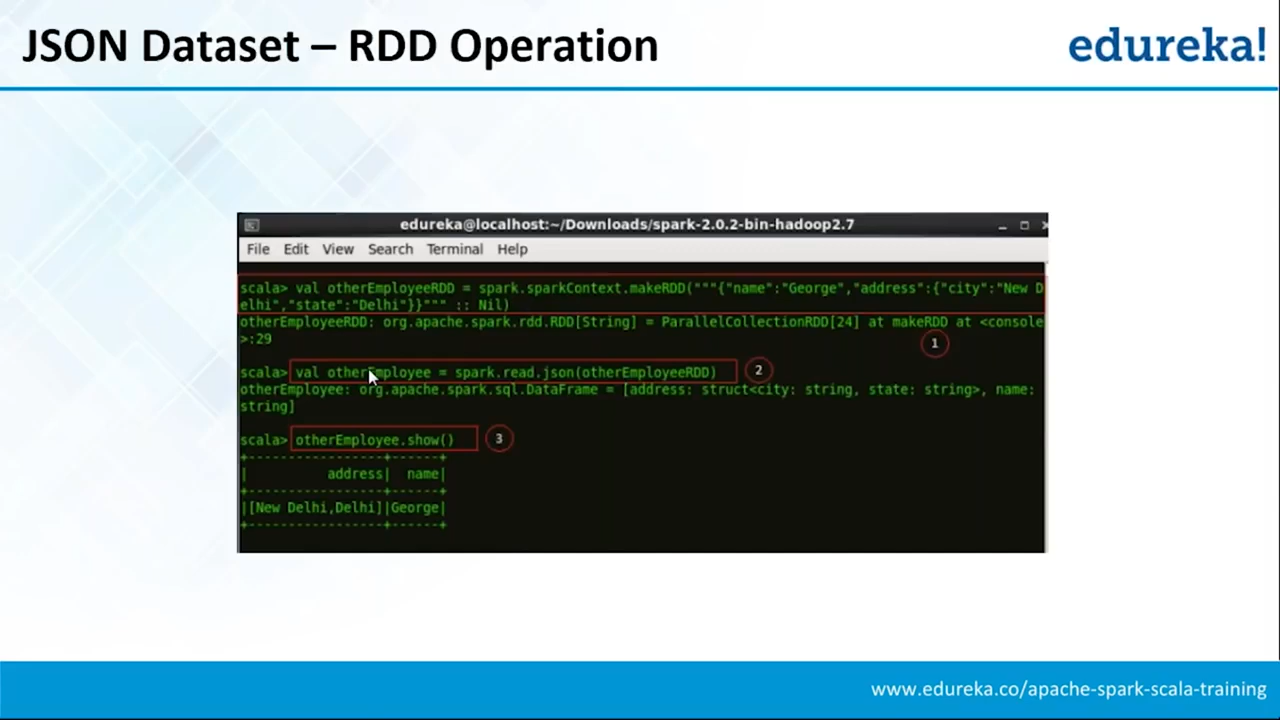 JSON Dataset – RDD Operation
edureka!
edureka@localhost:~/Downloads/spark-2.0.2-bin-hadoop2.7
File Edit View Search Terminal Help
scala> val otherEmployeeRDD = spark.sparkContext.makeRDD("""{"name":"George","address":{"city":"New D
elhi","state":"Delhi"}}""" :: Nil)
otherEmployeeRDD: org.apache.spark.rdd.RDD[String] = ParallelCollectionRDD[24] at makeRDD at <console
>:29
1
scala> val otherEmployee = spark.read.json(otherEmployeeRDD)
2
otherEmployee: org.apache.spark.sql.DataFrame = [address: struct<city: string, state: string>, name:
string]
scala> otherEmployee.show()
3
+----------------+------+
|         address|  name|
+----------------+------+
|[New Delhi,Delhi]|George|
+----------------+------+
www.edureka.co/apache-spark-scala-training